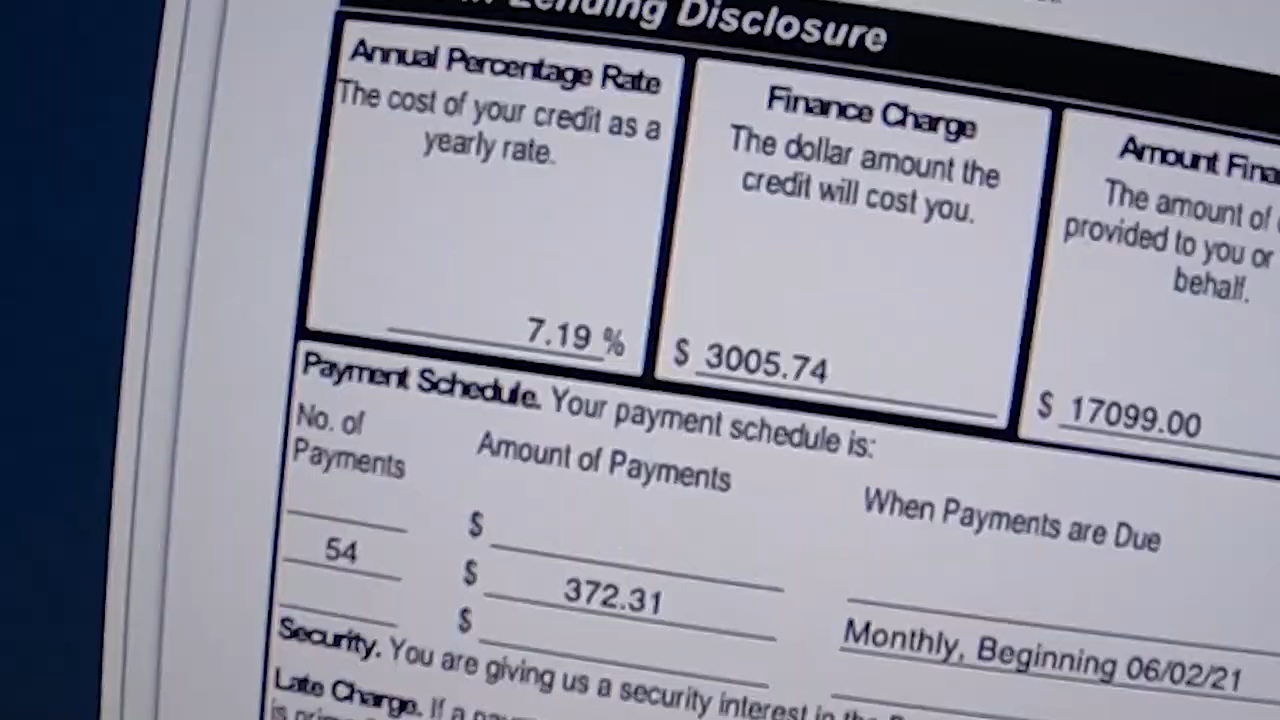 Lending Disclosure
Annual Percentage Rate
The cost of your credit as a
yearly rate.
7.19 %
Finance Charge
The dollar amount the
credit will cost you.
$ 3005.74
Amount
The amount of
provided to you or
behalf.
$ 17099.00
Payment Schedule. Your payment schedule is:
No. of
Payments
Amount of Payments
When Payments are Due
$
54
$ 372.31
Monthly, Beginning 06/02/21
$
Security. You are giving us a security interest in the
Late Charge. If a